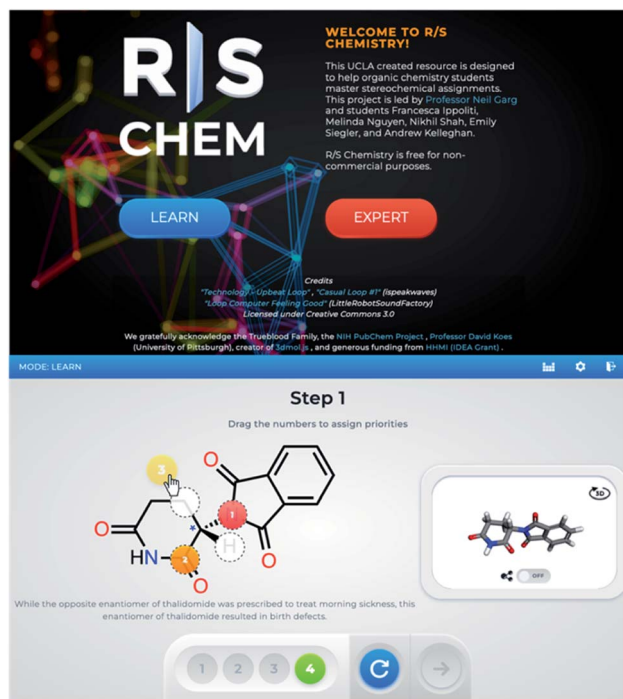 R|S
CHEM
WELCOME TO R/S
CHEMISTRY!
This UCLA created resource is designed
to help organic chemistry students
master stereochemical assignments.
This project is led by Professor Neil Garg
and students Francesca Ippoliti,
Melinda Nguyen, Nikhil Shah, Emily
Siegler, and Andrew Kelleghan.
R/S Chemistry is free for non-
commercial purposes.
LEARN
EXPERT
Credits
"Technology - Upbeat Loop" , "Casual Loop #1" (ispeakwaves)
"Loop Computer Feeling Good" (LittleRobotSoundFactory)
Licensed under Creative Commons 3.0
We gratefully acknowledge the Trueblood Family, the NIH PubChem Project , Professor David Koes
(University of Pittsburgh), creator of 3dmol.js , and generous funding from HHMI (IDEA Grant) .
MODE: LEARN
Step 1
Drag the numbers to assign priorities
3
O
O
1
O
*
H
HN
2
O
O
3D
OFF
While the opposite enantiomer of thalidomide was prescribed to treat morning sickness, this
enantiomer of thalidomide resulted in birth defects.
1 2 3 4